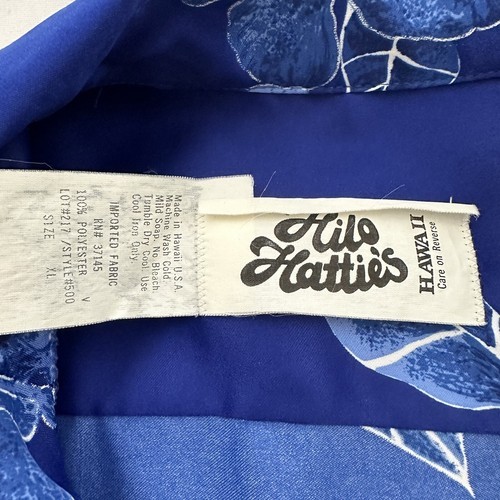 Hilo
Hattie's
HAWAII
Care on Reverse
Made in Hawaii U.S.A.
Machine Wash Cold
Mild Soap. No Bleach.
Tumble Dry Cool. Use
Cool Iron Only.
IMPORTED FABRIC
RN# 37145
100% POLYESTER V
LOT#217 /STYLE#500
SIZE XL